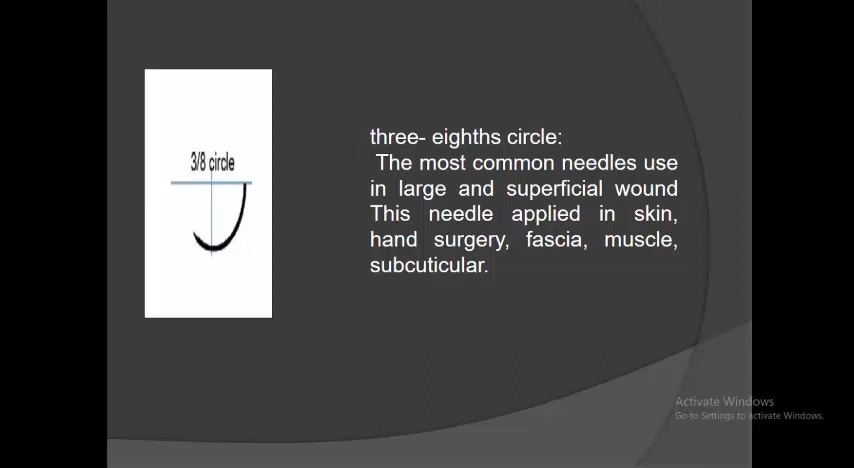 3/8 circle
three- eighths circle:
The most common needles use
in large and superficial wound
This needle applied in skin,
hand surgery, fascia, muscle,
subcuticular.
Activate Windows
Go to Settings to activate Windows.